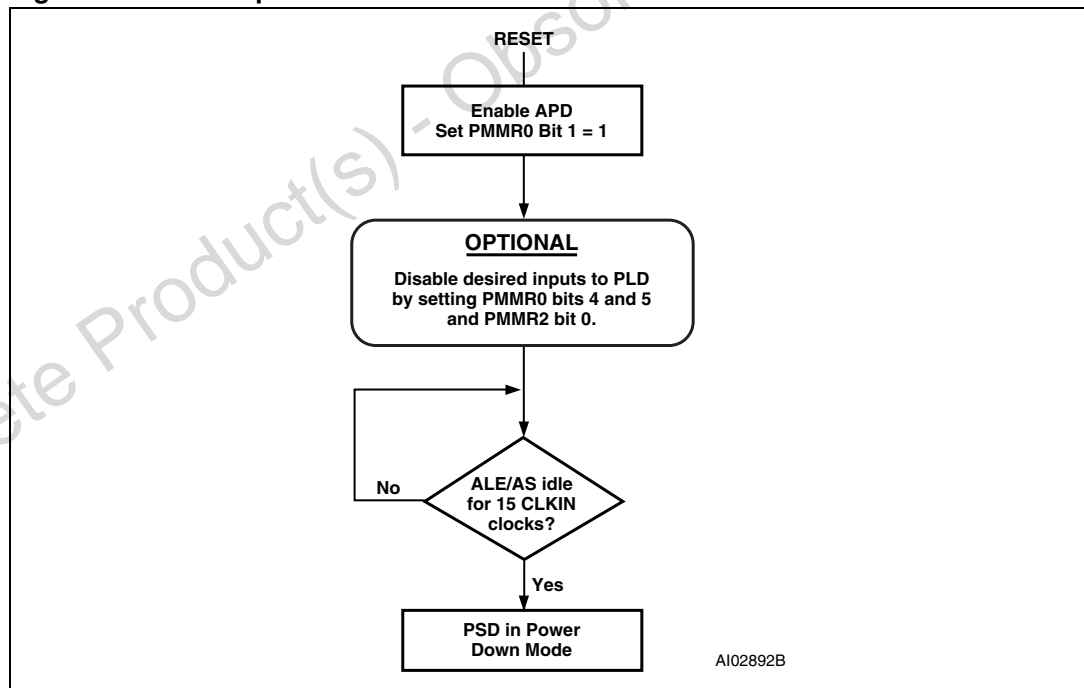 RESET
Enable APD
Set PMMR0 Bit 1 = 1
OPTIONAL
Disable desired inputs to PLD
by setting PMMR0 bits 4 and 5
and PMMR2 bit 0.
No
ALE/AS idle
for 15 CLKIN
clocks?
Yes
PSD in Power
Down Mode
AI02892B
Product(s) -